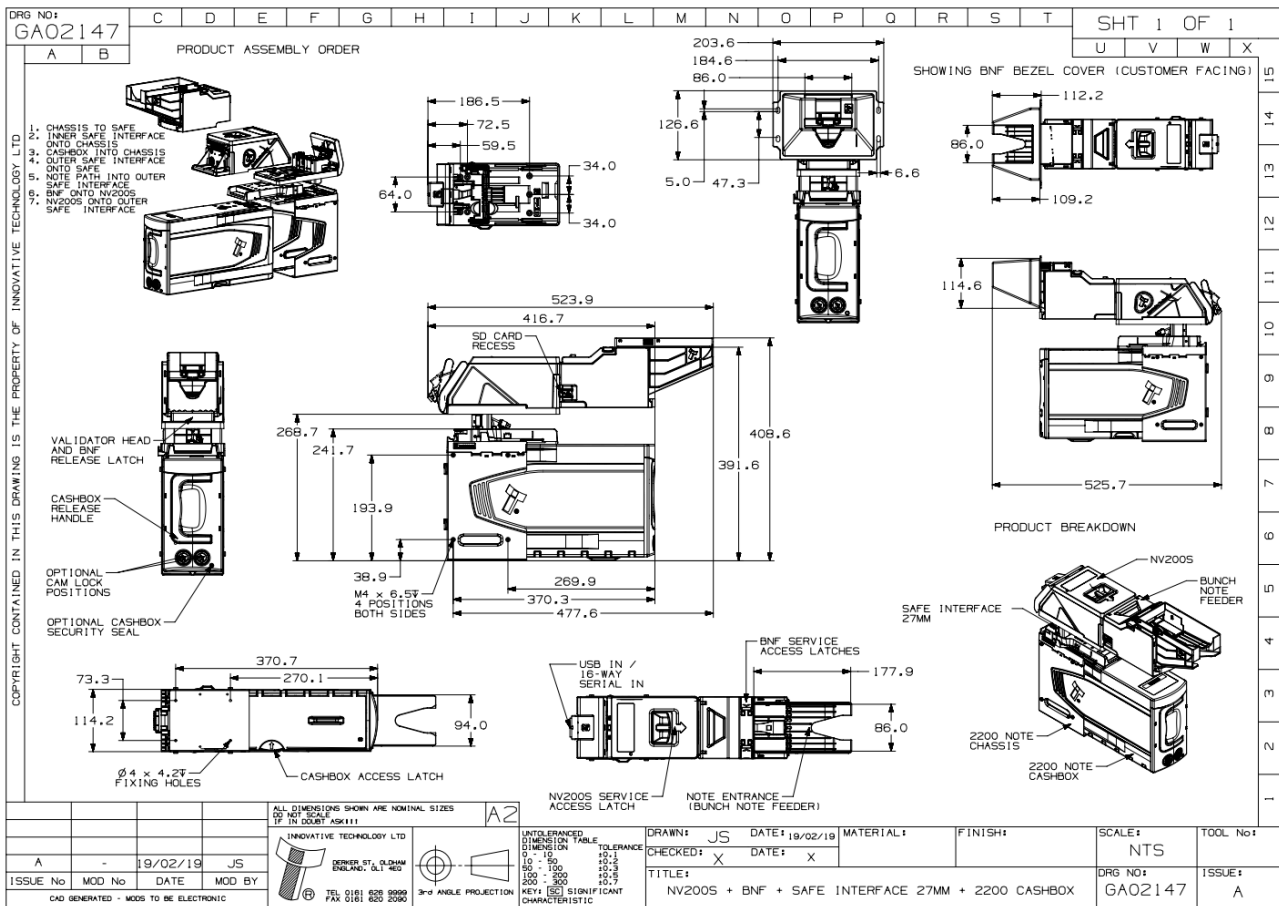 DRG NO:
GA02147
A B C D E F G H I J K L M N O P Q R S T U V W X
SHT 1 OF 1
15
14
13
12
11
10
9
8
7
6
5
4
3
2
1
COPYRIGHT CONTAINED IN THIS DRAWING IS THE PROPERTY OF INNOVATIVE TECHNOLOGY LTD
PRODUCT ASSEMBLY ORDER
1. CHASSIS TO SAFE
2. INNER SAFE INTERFACE
ONTO CHASSIS
3. CASHBOX INTO CHASSIS
4. OUTER SAFE INTERFACE
ONTO SAFE
5. NOTE PATH INTO OUTER
SAFE INTERFACE
6. BNF ONTO NV200S
7. NV200S ONTO OUTER
SAFE INTERFACE
186.5
72.5
59.5
64.0
34.0
34.0
203.6
184.6
86.0
126.6
5.0
47.3
6.6
SHOWING BNF BEZEL COVER (CUSTOMER FACING)
112.2
86.0
109.2
114.6
525.7
523.9
416.7
SD CARD
RECESS
268.7
241.7
193.9
38.9
408.6
391.6
269.9
370.3
477.6
M4 x 6.5↧
4 POSITIONS
BOTH SIDES
VALIDATOR HEAD
AND BNF
RELEASE LATCH
CASHBOX
RELEASE
HANDLE
OPTIONAL
CAM LOCK
POSITIONS
OPTIONAL CASHBOX
SECURITY SEAL
PRODUCT BREAKDOWN
NV200S
BUNCH
NOTE
FEEDER
SAFE INTERFACE
27MM
2200 NOTE
CHASSIS
2200 NOTE
CASHBOX
370.7
270.1
73.3
114.2
94.0
Ø4 x 4.2↧
FIXING HOLES
CASHBOX ACCESS LATCH
USB IN /
16-WAY
SERIAL IN
BNF SERVICE
ACCESS LATCHES
177.9
86.0
NV200S SERVICE
ACCESS LATCH
NOTE ENTRANCE
(BUNCH NOTE FEEDER)
A - 19/02/19 JS
ISSUE No MOD No DATE MOD BY
CAD GENERATED - MODS TO BE ELECTRONIC
ALL DIMENSIONS SHOWN ARE NOMINAL SIZES
DO NOT SCALE
IF IN DOUBT ASK!!!
A2
INNOVATIVE TECHNOLOGY LTD
DERKER ST, OLDHAM
ENGLAND, OL1 4EQ
®
TEL 0161 626 9999
FAX 0161 620 2090
3rd ANGLE PROJECTION
UNTOLERANCED
DIMENSION TABLE
DIMENSION TOLERANCE
0 - 10 ±0.1
10 - 50 ±0.2
50 - 100 ±0.3
100 - 200 ±0.5
200 - 300 ±0.7
KEY: SC SIGNIFICANT
CHARACTERISTIC
DRAWN: JS DATE: 19/02/19 MATERIAL: FINISH:
CHECKED: X DATE: X
TITLE:
NV200S + BNF + SAFE INTERFACE 27MM + 2200 CASHBOX
SCALE:
NTS
TOOL No:
DRG NO:
GA02147
ISSUE:
A